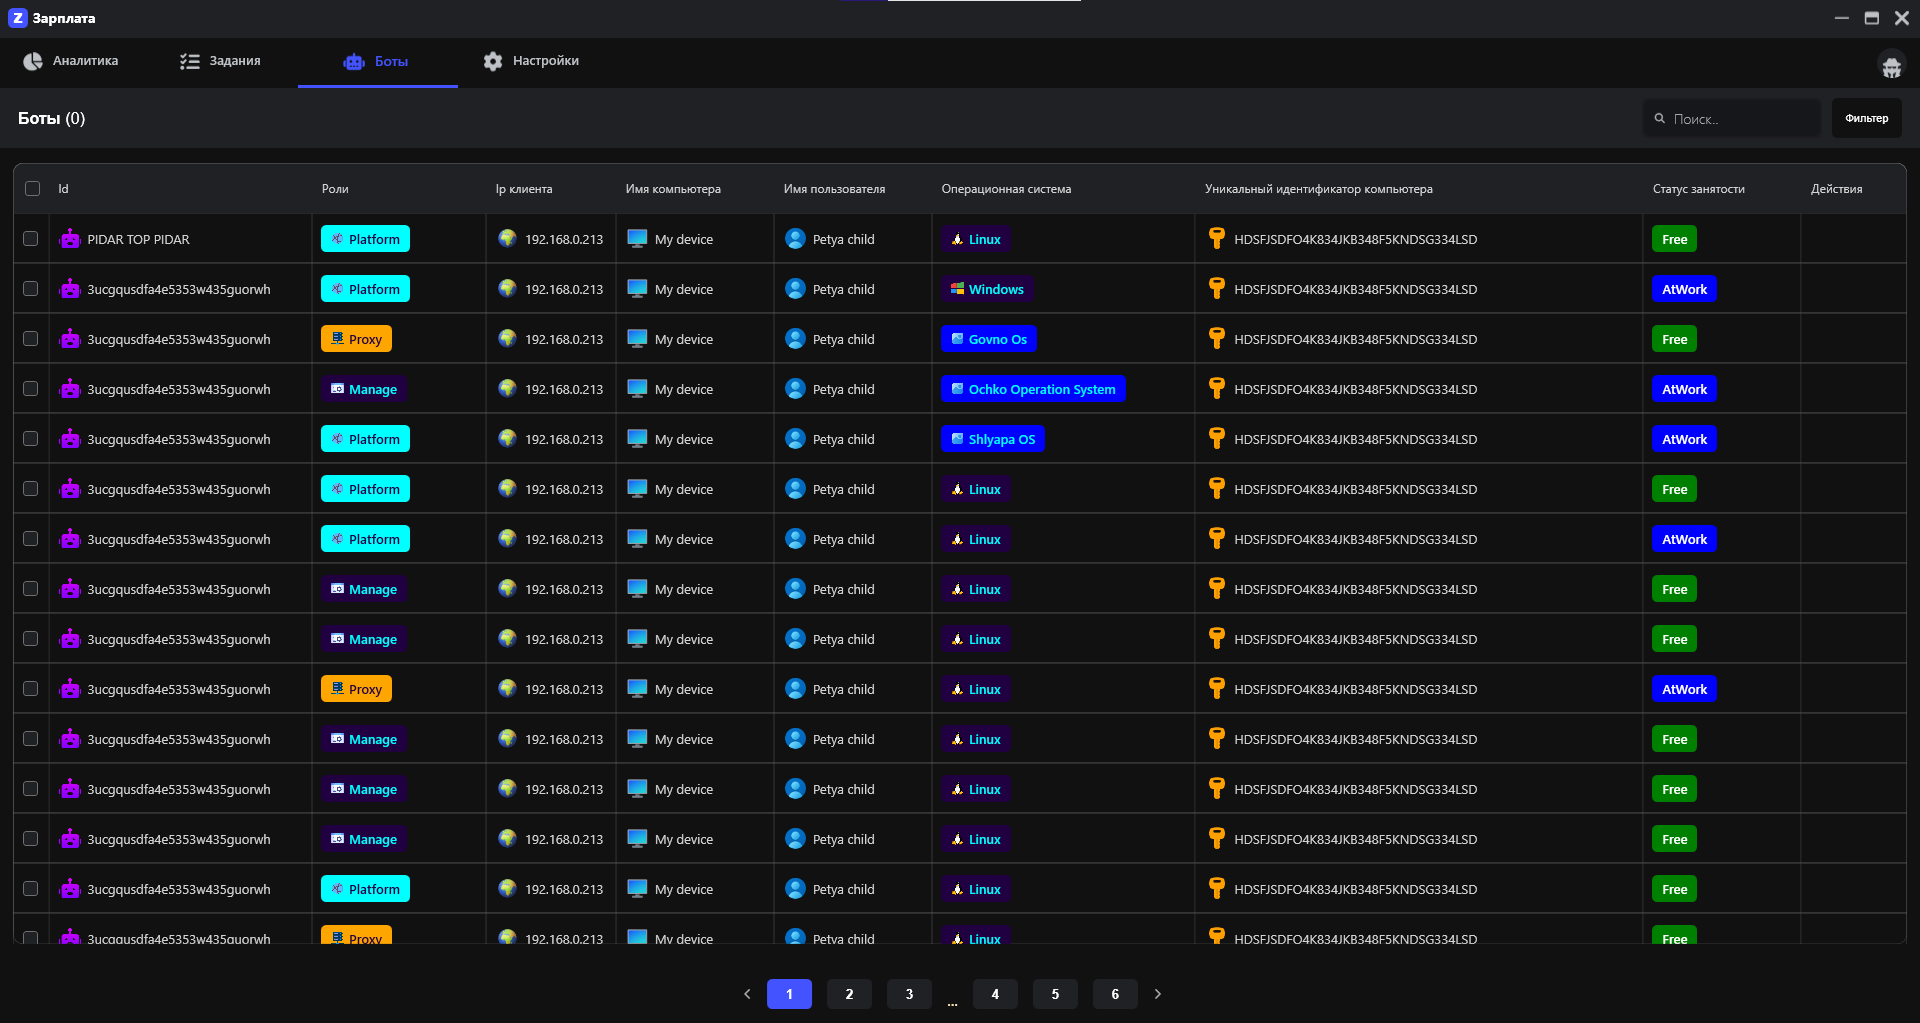 Z Зарплата
Аналитика Задания Боты Настройки
Боты (0) Поиск.. Фильтр
Id Роли Ip клиента Имя компьютера Имя пользователя Операционная система Уникальный идентификатор компьютера Статус занятости Действия
PIDAR TOP PIDAR Platform 192.168.0.213 My device Petya child Linux HDSFJSDFO4K834JKB348F5KNDSG334LSD Free
3ucgqusdfa4e5353w435guorwh Platform 192.168.0.213 My device Petya child Windows HDSFJSDFO4K834JKB348F5KNDSG334LSD AtWork
3ucgqusdfa4e5353w435guorwh Proxy 192.168.0.213 My device Petya child Govno Os HDSFJSDFO4K834JKB348F5KNDSG334LSD Free
3ucgqusdfa4e5353w435guorwh Manage 192.168.0.213 My device Petya child Ochko Operation System HDSFJSDFO4K834JKB348F5KNDSG334LSD AtWork
3ucgqusdfa4e5353w435guorwh Platform 192.168.0.213 My device Petya child Shlyapa OS HDSFJSDFO4K834JKB348F5KNDSG334LSD AtWork
3ucgqusdfa4e5353w435guorwh Platform 192.168.0.213 My device Petya child Linux HDSFJSDFO4K834JKB348F5KNDSG334LSD Free
3ucgqusdfa4e5353w435guorwh Platform 192.168.0.213 My device Petya child Linux HDSFJSDFO4K834JKB348F5KNDSG334LSD AtWork
3ucgqusdfa4e5353w435guorwh Manage 192.168.0.213 My device Petya child Linux HDSFJSDFO4K834JKB348F5KNDSG334LSD Free
3ucgqusdfa4e5353w435guorwh Manage 192.168.0.213 My device Petya child Linux HDSFJSDFO4K834JKB348F5KNDSG334LSD Free
3ucgqusdfa4e5353w435guorwh Proxy 192.168.0.213 My device Petya child Linux HDSFJSDFO4K834JKB348F5KNDSG334LSD AtWork
3ucgqusdfa4e5353w435guorwh Manage 192.168.0.213 My device Petya child Linux HDSFJSDFO4K834JKB348F5KNDSG334LSD Free
3ucgqusdfa4e5353w435guorwh Manage 192.168.0.213 My device Petya child Linux HDSFJSDFO4K834JKB348F5KNDSG334LSD Free
3ucgqusdfa4e5353w435guorwh Manage 192.168.0.213 My device Petya child Linux HDSFJSDFO4K834JKB348F5KNDSG334LSD Free
3ucgqusdfa4e5353w435guorwh Platform 192.168.0.213 My device Petya child Linux HDSFJSDFO4K834JKB348F5KNDSG334LSD Free
3ucgqusdfa4e5353w435guorwh Proxy 192.168.0.213 My device Petya child Linux HDSFJSDFO4K834JKB348F5KNDSG334LSD Free
1 2 3 ... 4 5 6